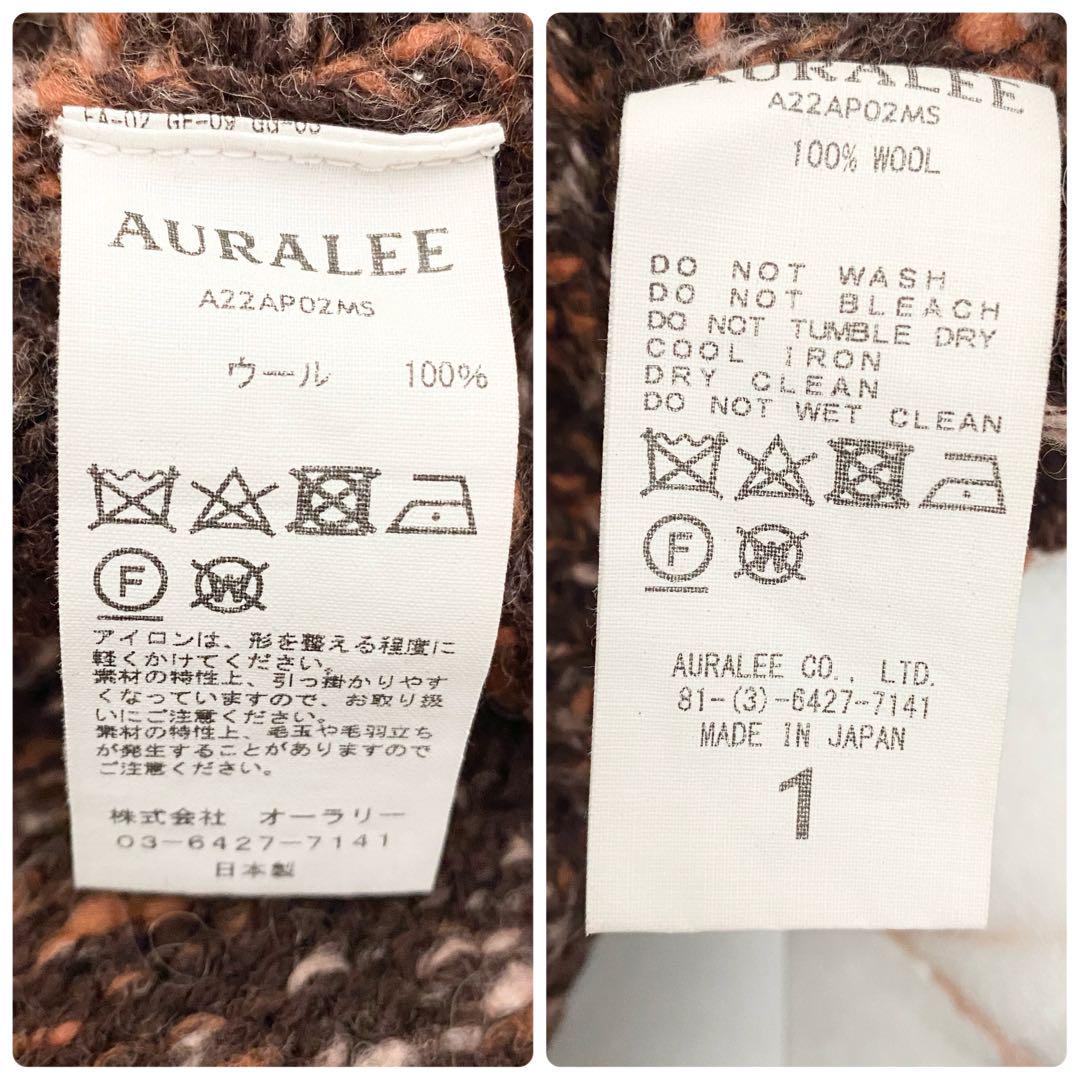 AURALEE
A22AP02MS
ウール 100%
F
W
アイロンは、形を整える程度に
軽くかけてください。
素材の特性上、引っ掛かりやす
くなっていますので、お取り扱
いにご注意ください。
素材の特性上、毛玉や毛羽立ち
が発生することがありますので
ご注意ください。
株式会社 オーラリー
03-6427-7141
日本製
AURALEE
A22AP02MS
100% WOOL
DO NOT WASH
DO NOT BLEACH
DO NOT TUMBLE DRY
COOL IRON
DRY CLEAN
DO NOT WET CLEAN
F
W
AURALEE CO., LTD.
81-(3)-6427-7141
MADE IN JAPAN
1